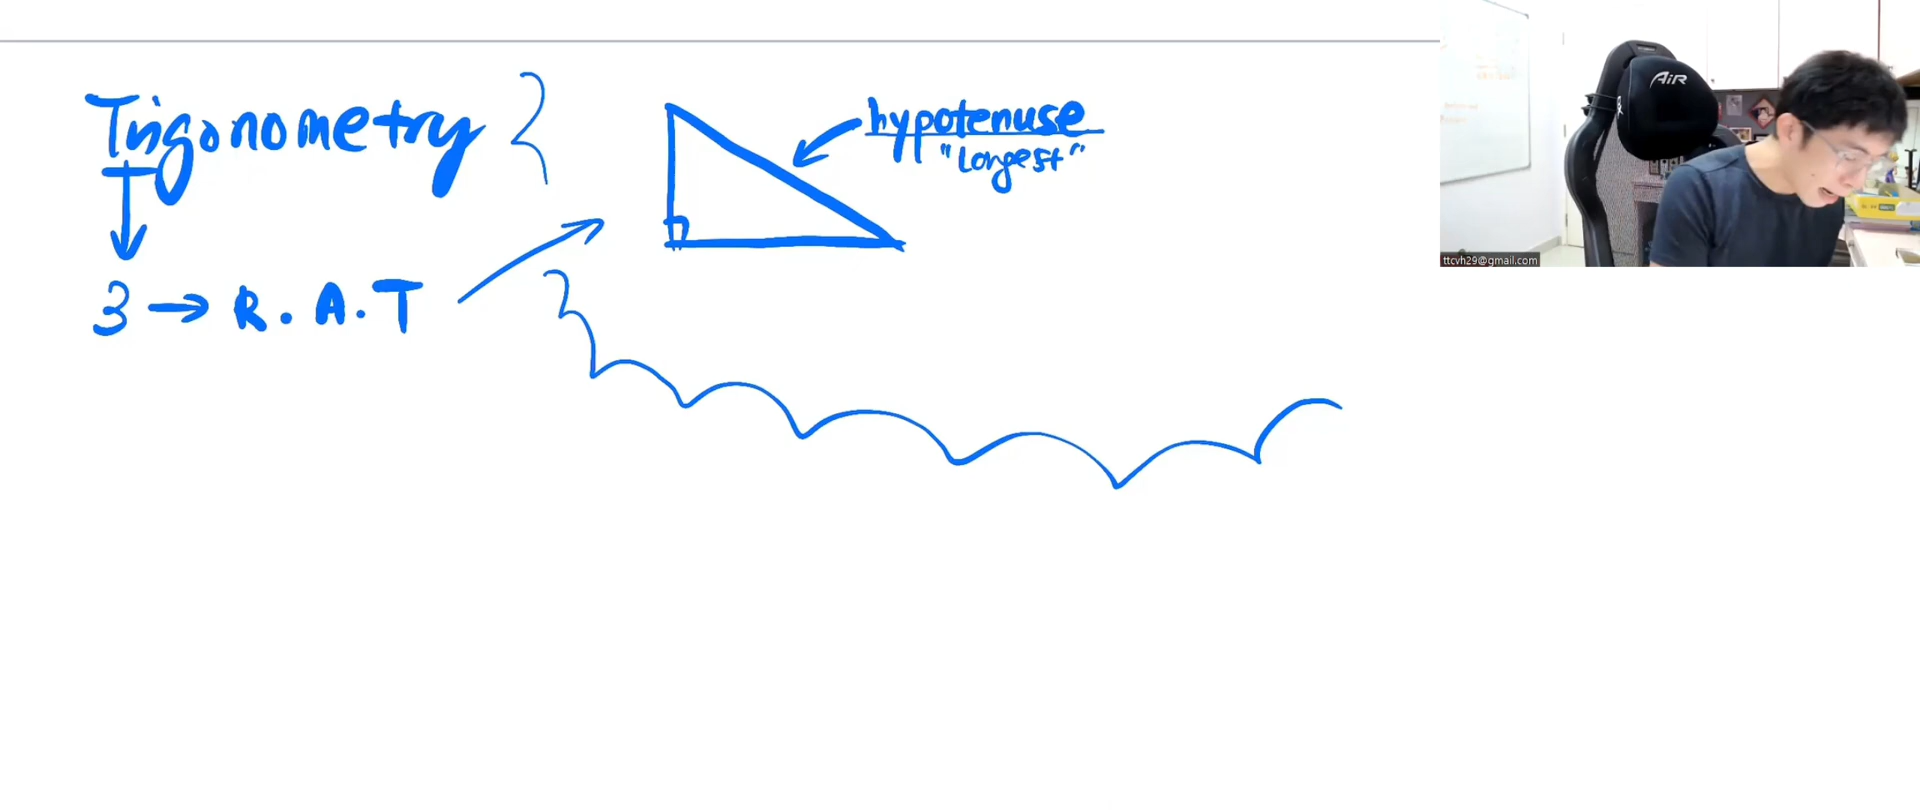 Trigonometry
hypotenuse
"Longest"
3 → R.A.T
AiR
ttcvh29@gmail.com